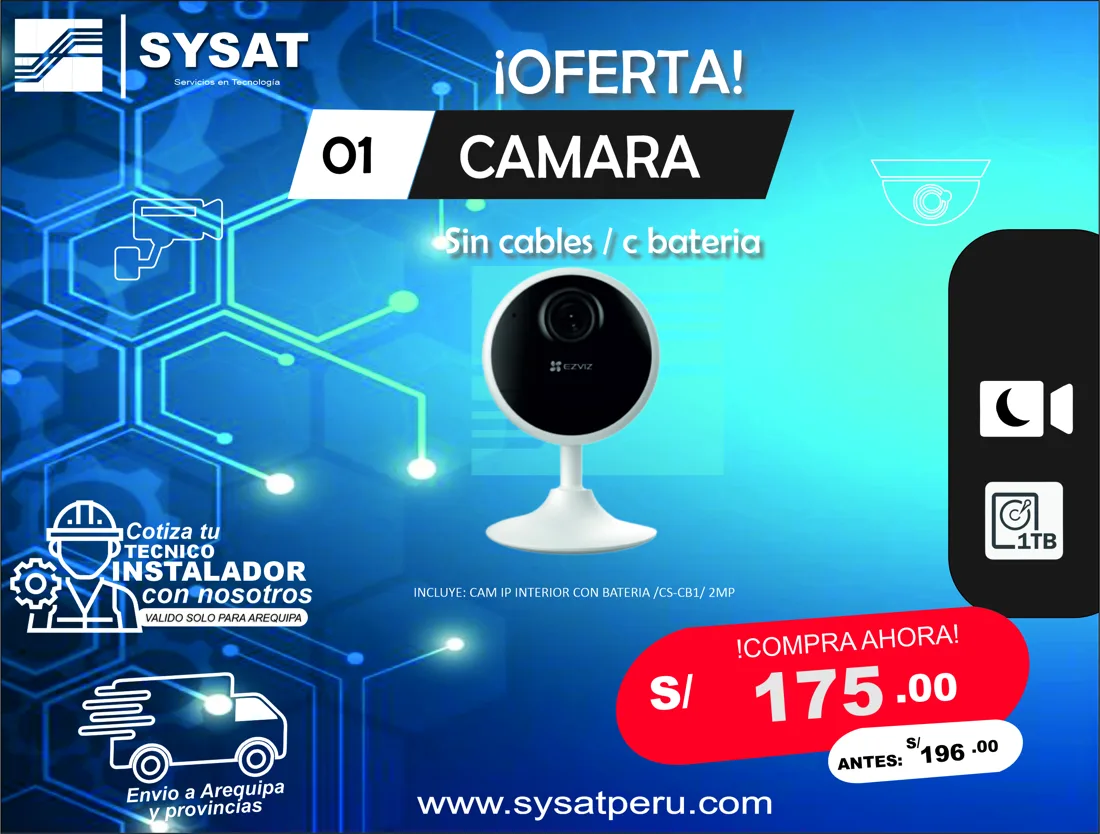 SYSAT
Servicios en Tecnología
¡OFERTA!
01 CAMARA
Sin cables / c bateria
EZVIZ
1TB
Cotiza tu
TECNICO
INSTALADOR
con nosotros
VALIDO SOLO PARA AREQUIPA
INCLUYE: CAM IP INTERIOR CON BATERIA /CS-CB1/ 2MP
!COMPRA AHORA!
S/ 175.00
ANTES: S/196.00
Envio a Arequipa
y provincias
www.sysatperu.com